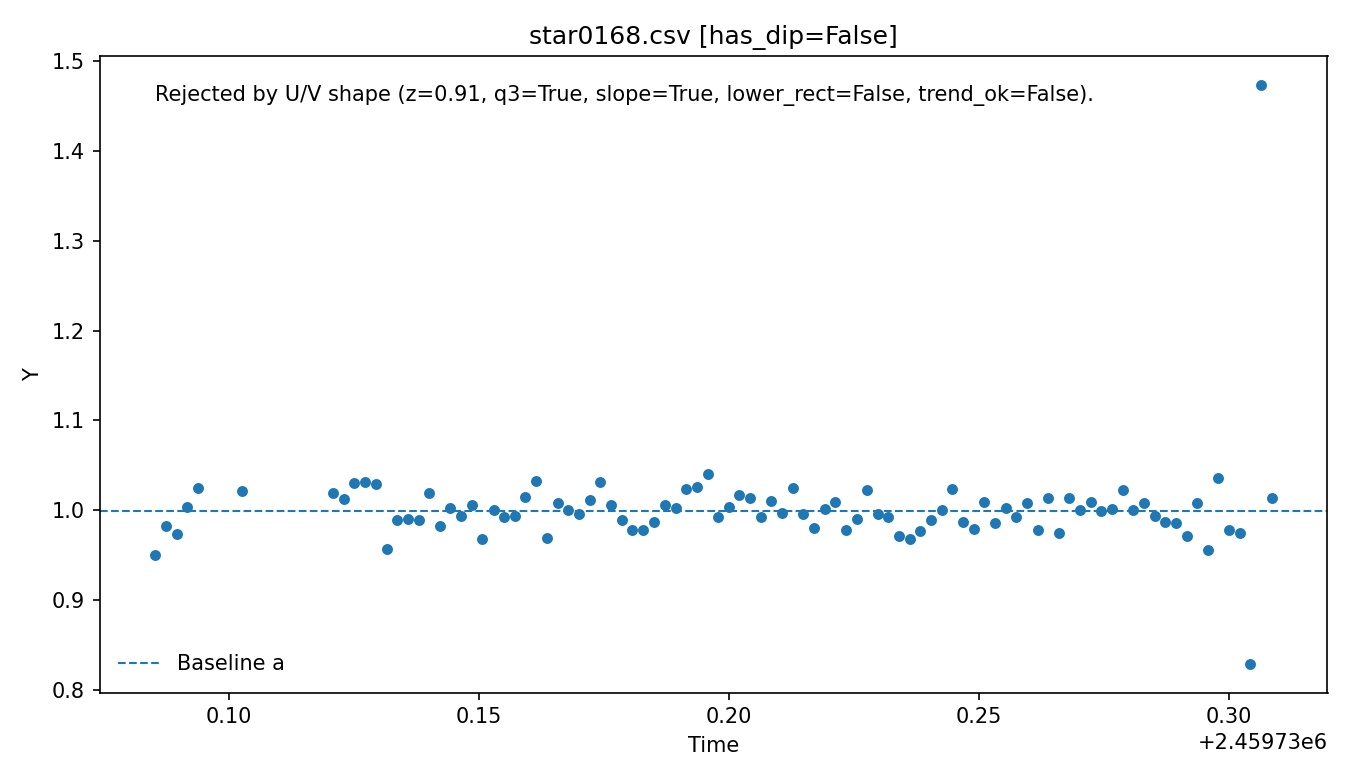 star0168.csv [has_dip=False]
Rejected by U/V shape (z=0.91, q3=True, slope=True, lower_rect=False, trend_ok=False).
1.5
1.4
1.3
1.2
1.1
1.0
0.9
0.8
Y
Baseline a
0.10 0.15 0.20 0.25 0.30
Time
+2.45973e6